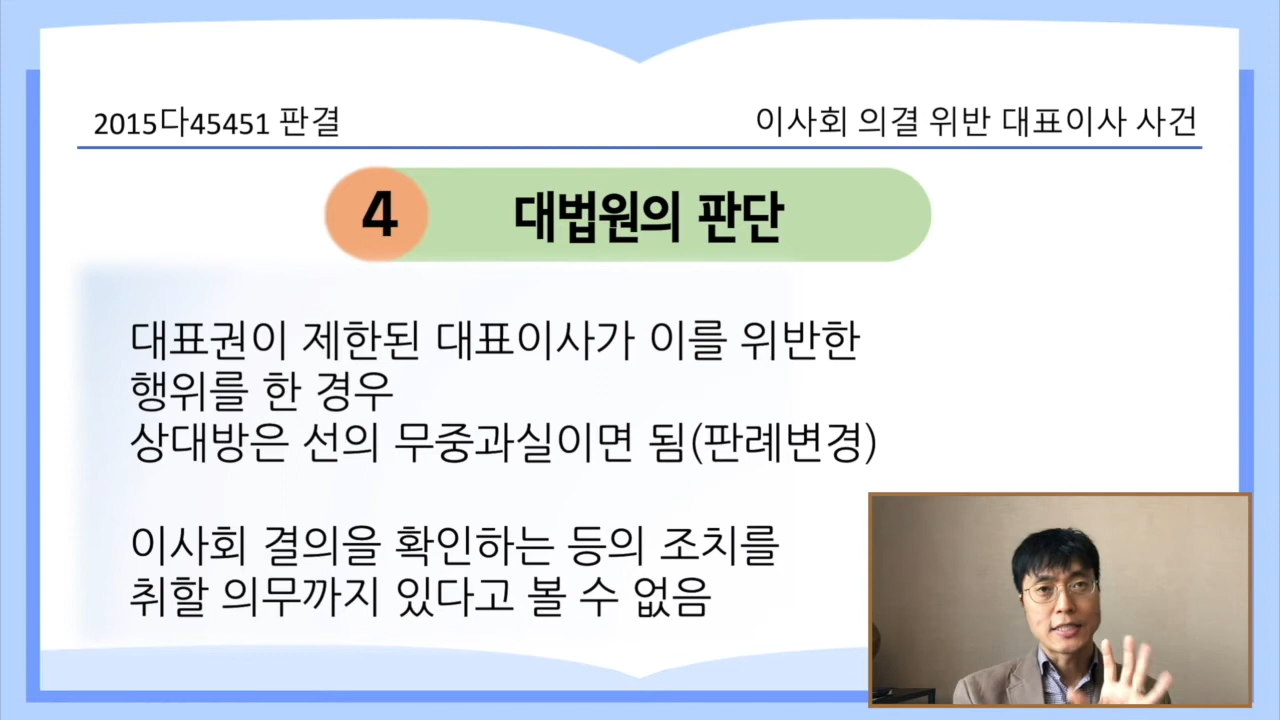 2015다45451 판결
이사회 의결 위반 대표이사 사건
4
대법원의 판단
대표권이 제한된 대표이사가 이를 위반한
행위를 한 경우
상대방은 선의 무중과실이면 됨(판례변경)
이사회 결의을 확인하는 등의 조치를
취할 의무까지 있다고 볼 수 없음